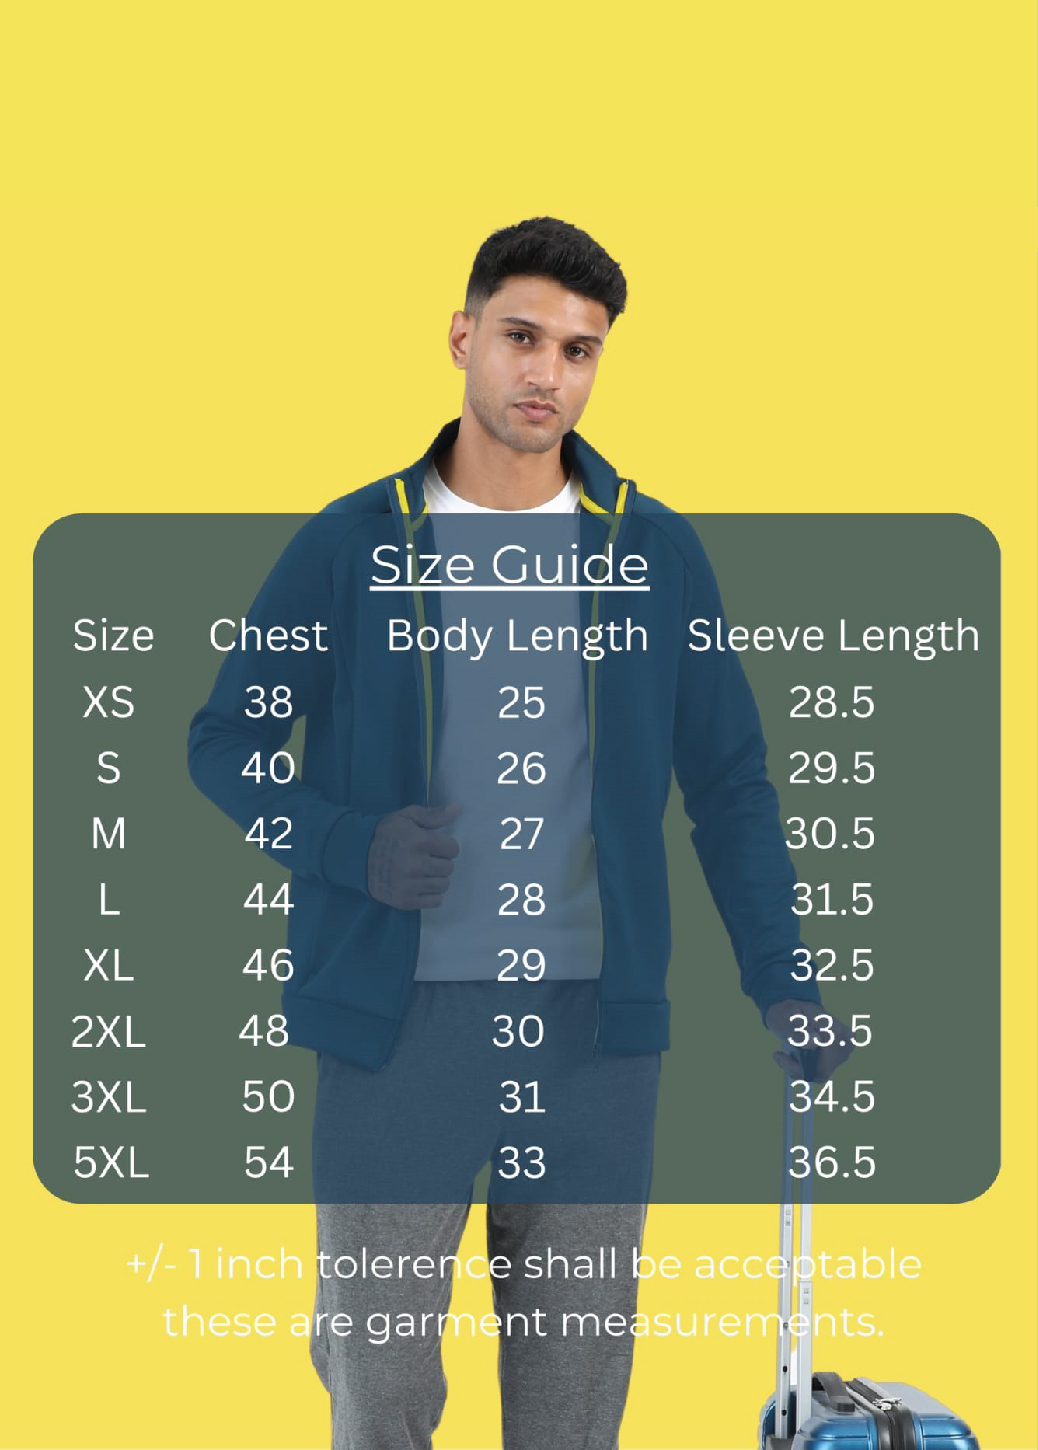 Size Guide
Size Chest Body Length Sleeve Length
XS 38 25 28.5
S 40 26 29.5
M 42 27 30.5
L 44 28 31.5
XL 46 29 32.5
2XL 48 30 33.5
3XL 50 31 34.5
5XL 54 33 36.5
+/- 1 inch tolerence shall be acceptable
these are garment measurements.